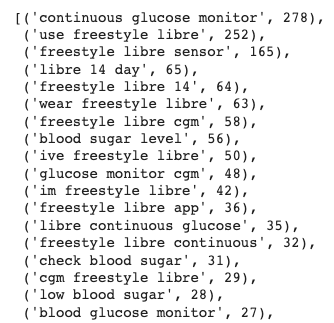 [('continuous glucose monitor', 278),
('use freestyle libre', 252),
('freestyle libre sensor', 165),
('libre 14 day', 65),
('freestyle libre 14', 64),
('wear freestyle libre', 63),
('freestyle libre cgm', 58),
('blood sugar level', 56),
('ive freestyle libre', 50),
('glucose monitor cgm', 48),
('im freestyle libre', 42),
('freestyle libre app', 36),
('libre continuous glucose', 35),
('freestyle libre continuous', 32),
('check blood sugar', 31),
('cgm freestyle libre', 29),
('low blood sugar', 28),
('blood glucose monitor', 27),